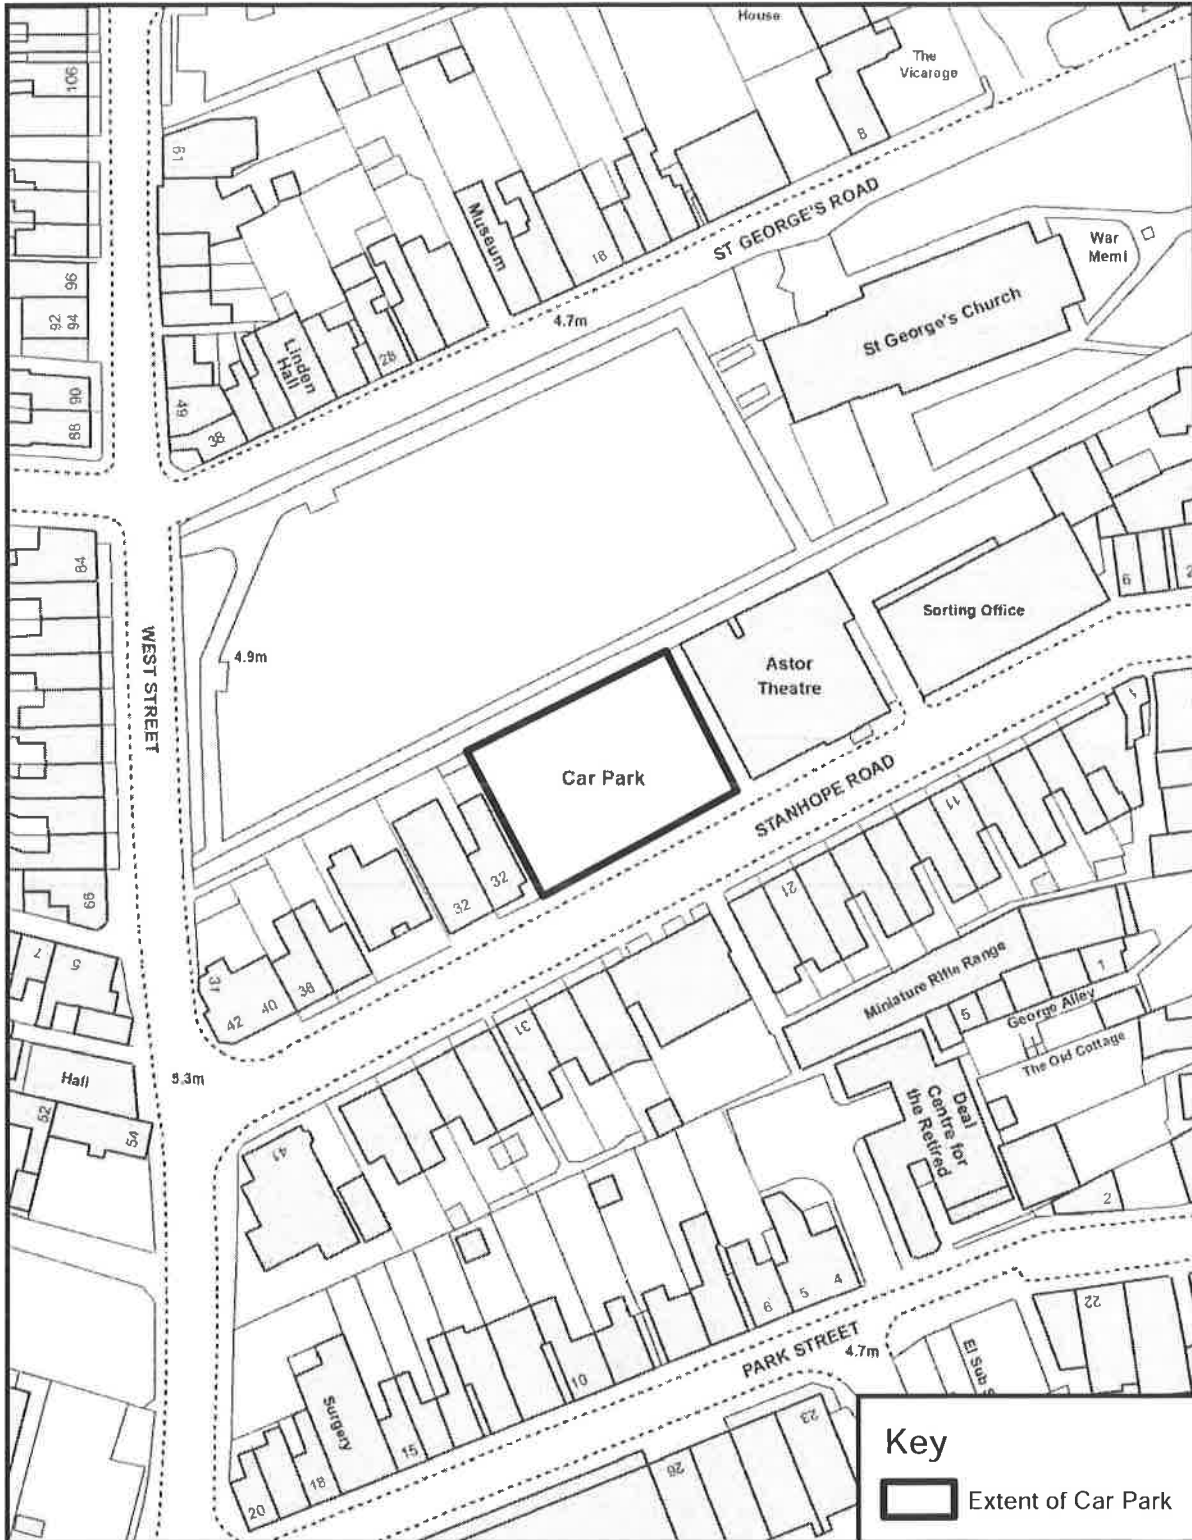 House
The
Vicarage
106
61
8
Museum
18
ST GEORGE'S ROAD
War
Meml
96
92
94
4.7m
St George's Church
Linden
Hall
28
90
88
49
38
84
Sorting Office
6
2
WEST STREET
4.9m
Astor
Theatre
1
Car Park
STANHOPE ROAD
11
32
32
21
68
7
5
37
42
40
38
31
Miniature Rifle Range
1
5
George Alley
The Old Cottage
Hall
5.3m
52
54
41
Deal
Centre for
the Retired
2
6
5
4
22
PARK STREET
4.7m
El Sub S
10
Surgery
15
18
20
23
26
Key
Extent of Car Park